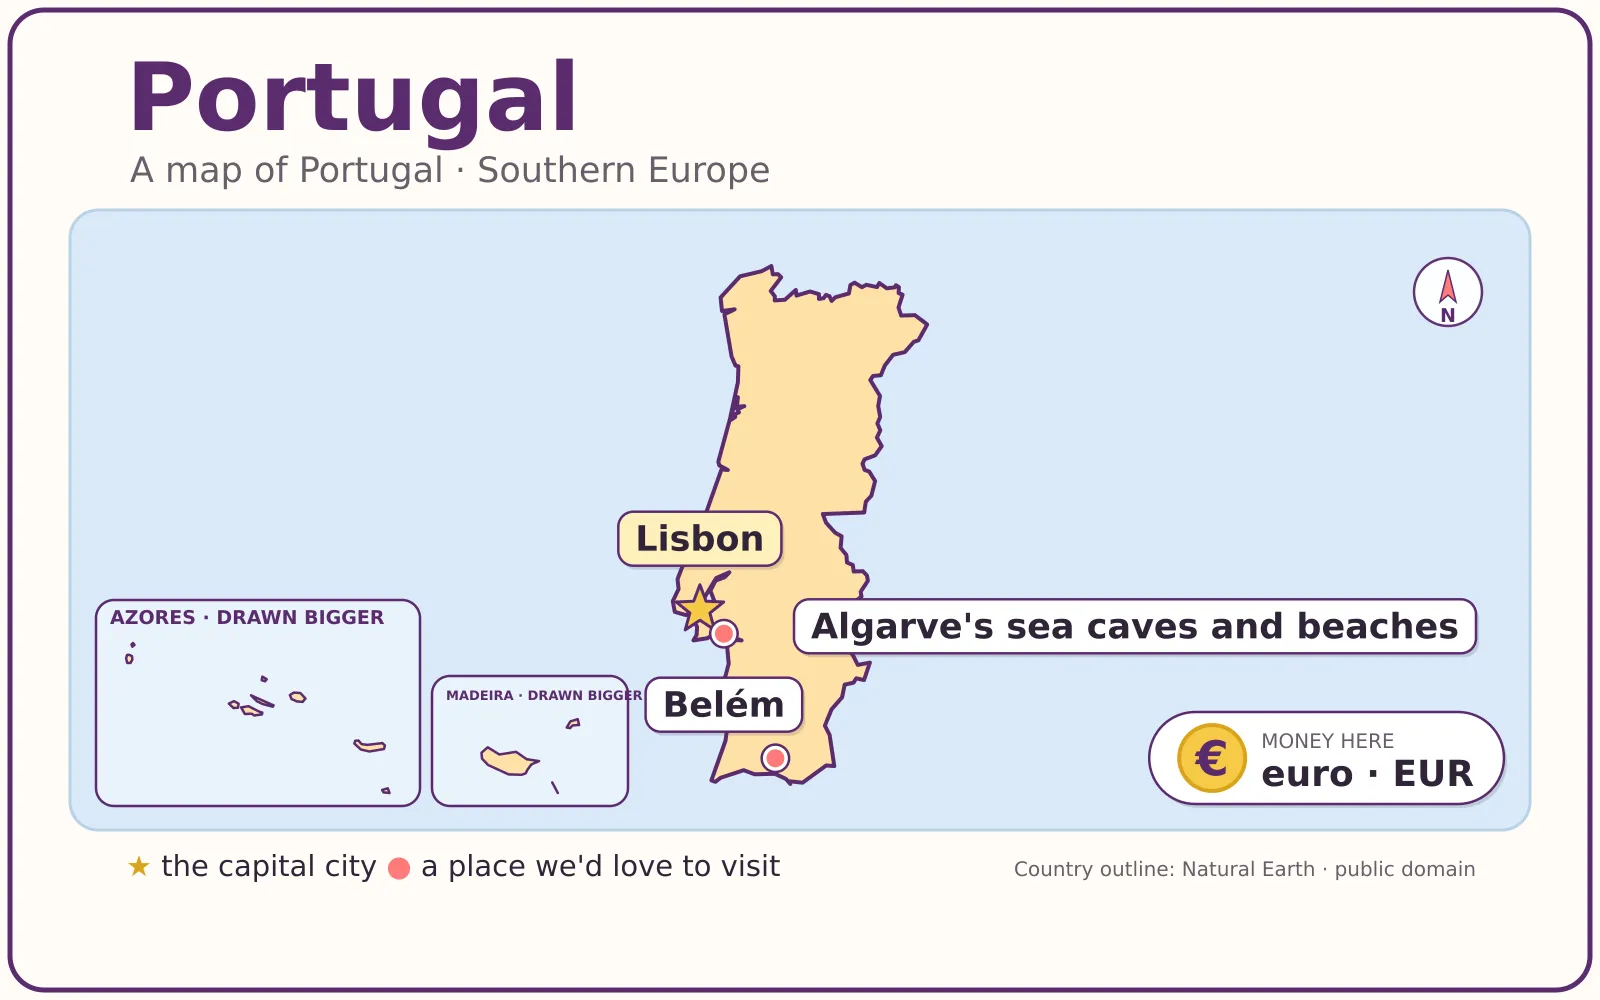 Portugal
A map of Portugal · Southern Europe
N
Lisbon
AZORES · DRAWN BIGGER
Algarve's sea caves and beaches
MADEIRA · DRAWN BIGGER
Belém
€
MONEY HERE
euro · EUR
★ the capital city ● a place we'd love to visit
Country outline: Natural Earth · public domain